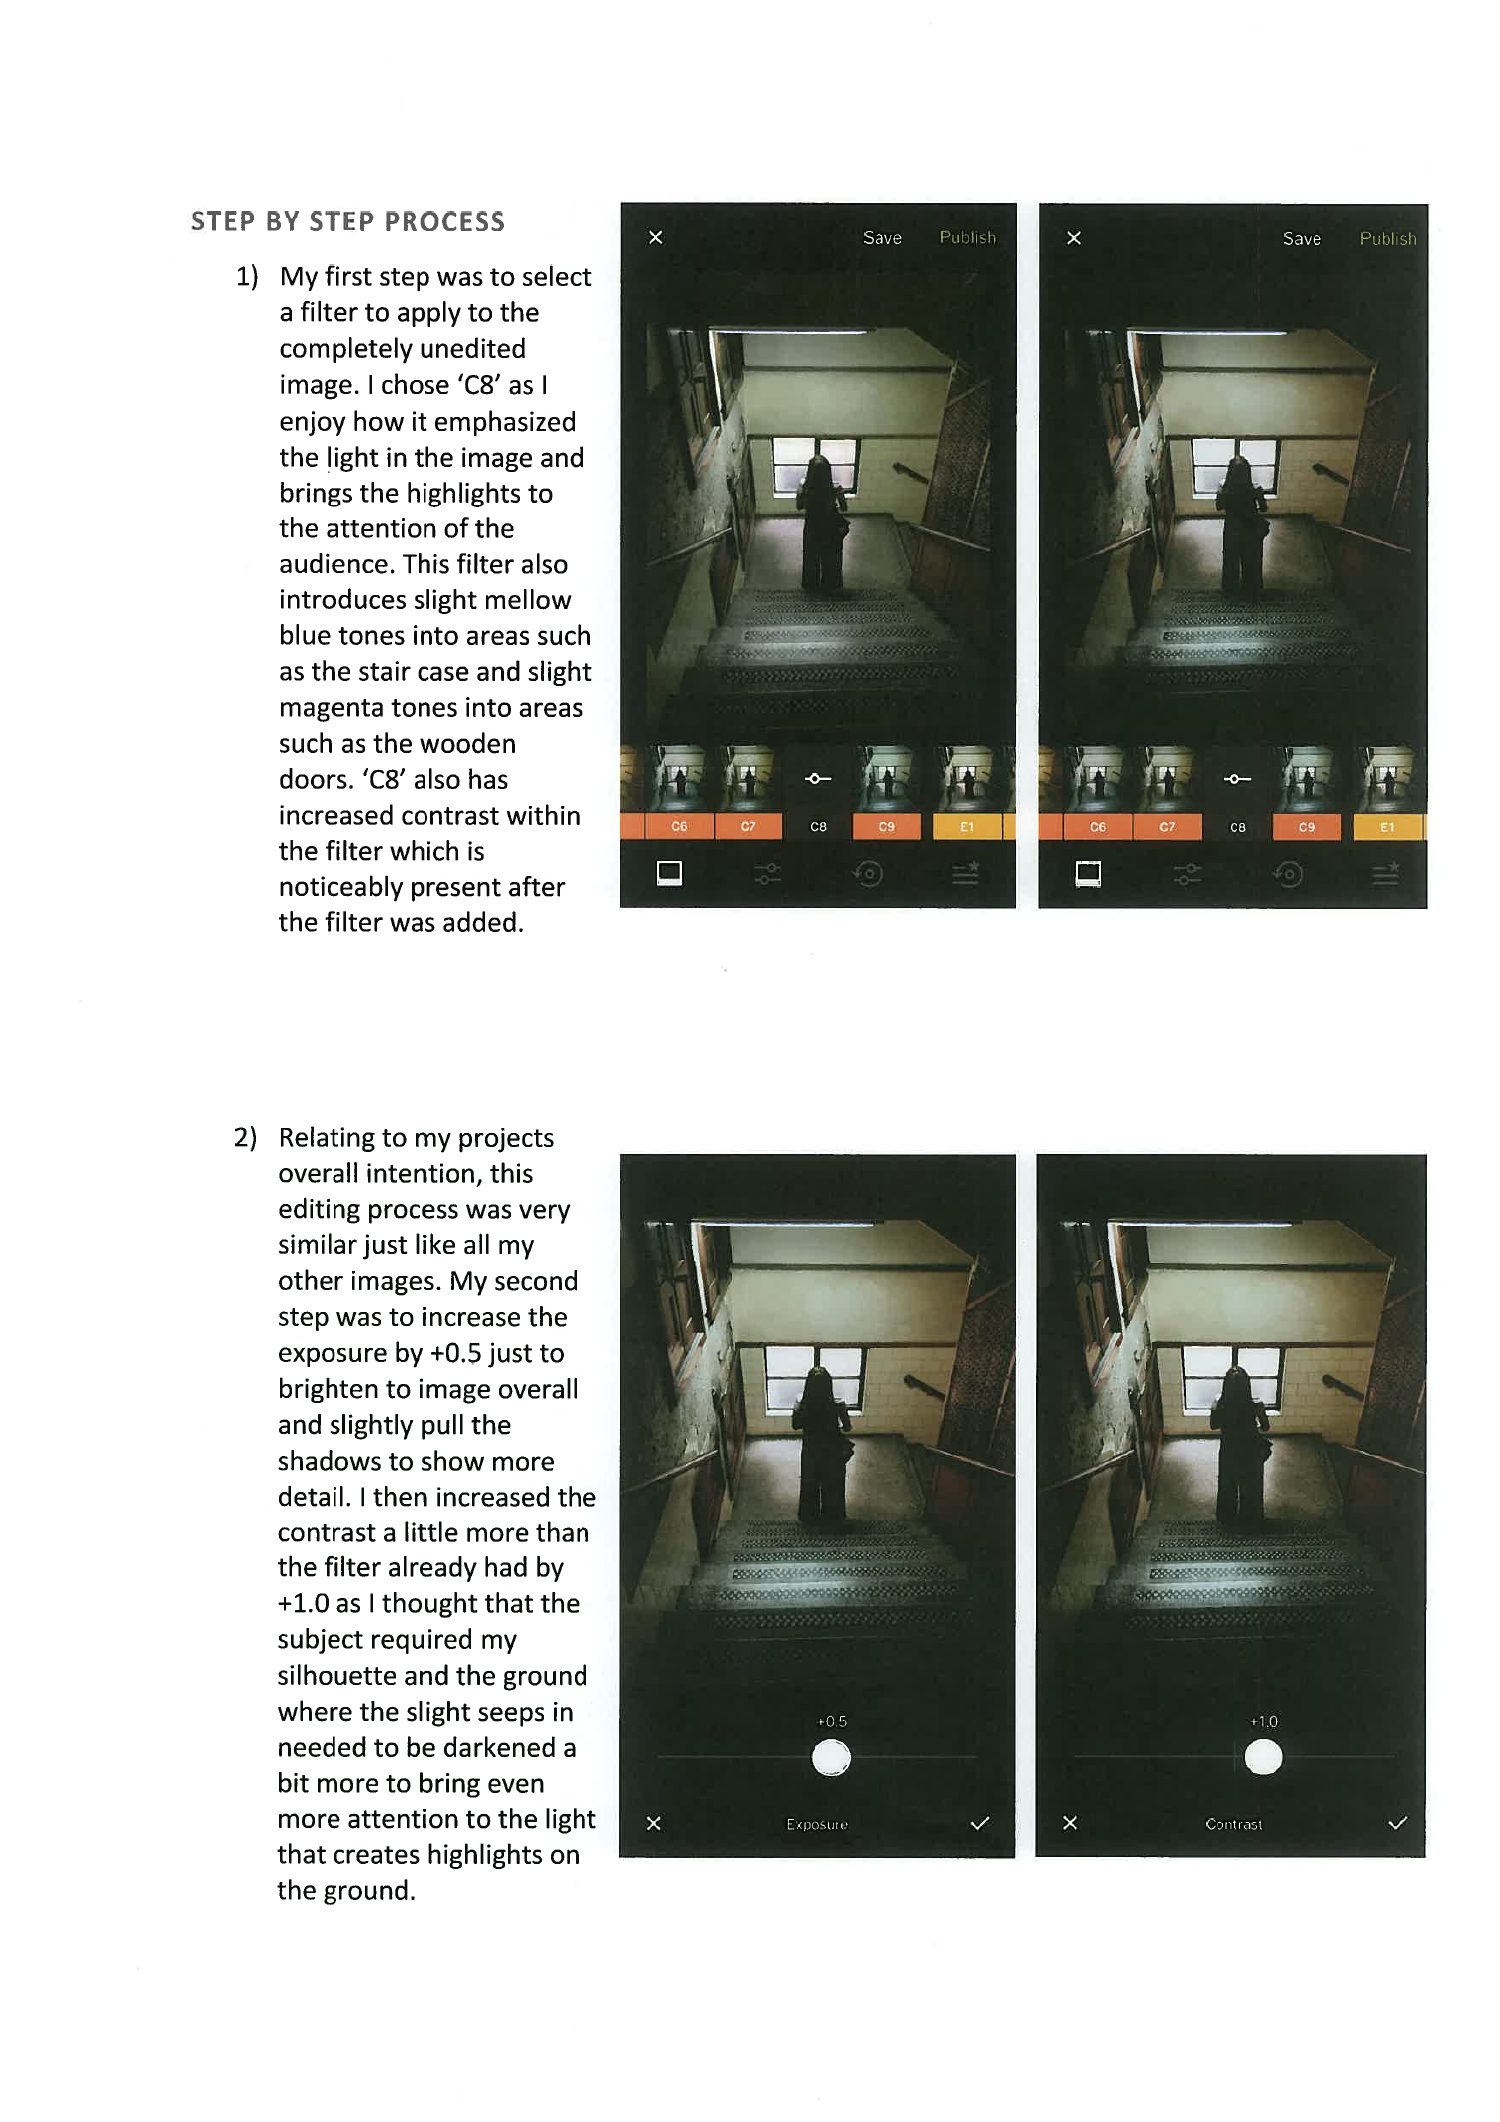 STEP BY STEP PROCESS
1) My first step was to select
a filter to apply to the
completely unedited
image. I chose ‘C8’ as I
enjoy how it emphasized
the light in the image and
brings the highlights to
the attention of the
audience. This filter also
introduces slight mellow
blue tones into areas such
as the stair case and slight
magenta tones into areas
such as the wooden
doors. ‘C8’ also has
increased contrast within
the filter which is
noticeably present after
the filter was added.
Save Publish
C6 C7 C8 C9 E1
Save Publish
C6 C7 C8 C9 E1
2) Relating to my projects
overall intention, this
editing process was very
similar just like all my
other images. My second
step was to increase the
exposure by +0.5 just to
brighten to image overall
and slightly pull the
shadows to show more
detail. I then increased the
contrast a little more than
the filter already had by
+1.0 as I thought that the
subject required my
silhouette and the ground
where the slight seeps in
needed to be darkened a
bit more to bring even
more attention to the light
that creates highlights on
the ground.
+0.5
Exposure
+1.0
Contrast